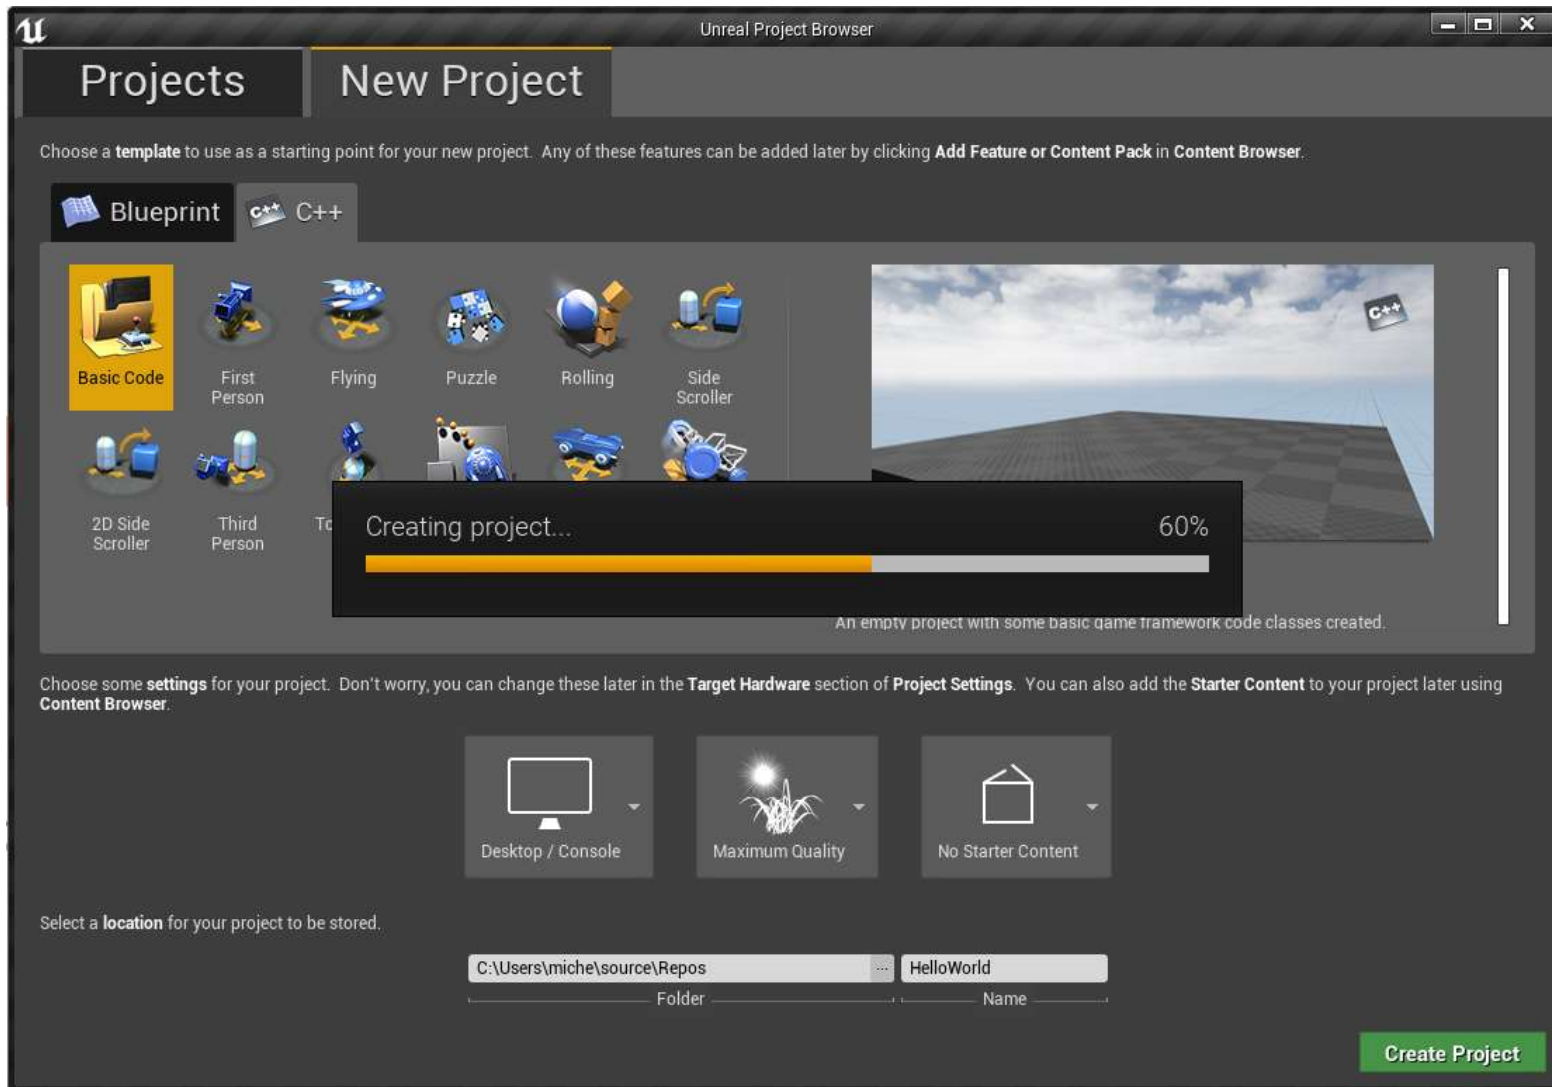 Unreal Project Browser
Projects
New Project
Choose a template to use as a starting point for your new project. Any of these features can be added later by clicking Add Feature or Content Pack in Content Browser.
Blueprint
C++
C++
C++
Basic Code
First
Person
Flying
Puzzle
Rolling
Side
Scroller
2D Side
Scroller
Third
Person
Creating project...
60%
An empty project with some basic game framework code classes created.
Choose some settings for your project. Don't worry, you can change these later in the Target Hardware section of Project Settings. You can also add the Starter Content to your project later using
Content Browser.
Desktop / Console
Maximum Quality
No Starter Content
Select a location for your project to be stored.
C:\Users\miche\source\Repos
...
HelloWorld
Folder
Name
Create Project